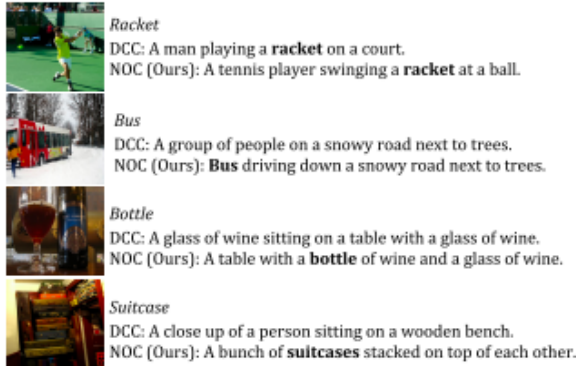 Racket
DCC: A man playing a racket on a court.
NOC (Ours): A tennis player swinging a racket at a ball.
Bus
DCC: A group of people on a snowy road next to trees.
NOC (Ours): Bus driving down a snowy road next to trees.
Bottle
DCC: A glass of wine sitting on a table with a glass of wine.
NOC (Ours): A table with a bottle of wine and a glass of wine.
Suitcase
DCC: A close up of a person sitting on a wooden bench.
NOC (Ours): A bunch of suitcases stacked on top of each other.